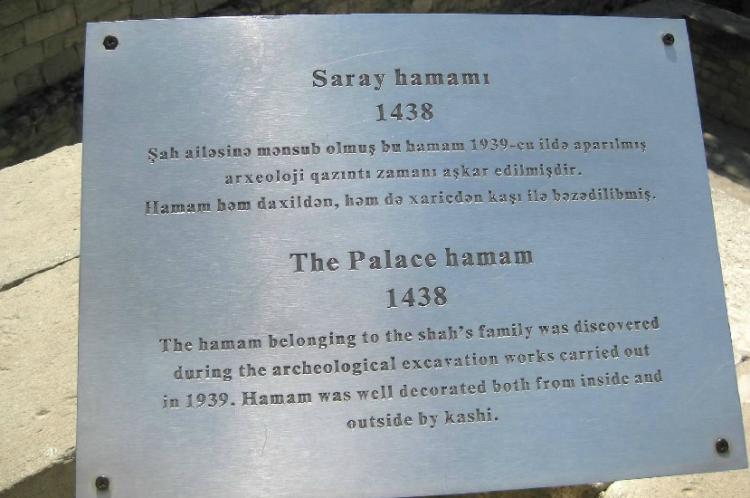 Saray hamamı
1438
Şah ailəsinə mənsub olmuş bu hamam 1939-cu ildə aparılmış
arxeoloji qazıntı zamanı aşkar edilmişdir.
Hamam həm daxildən, həm də xaricdən kaşı ilə bəzədilibmiş.
The Palace hamam
1438
The hamam belonging to the shah's family was discovered
during the archeological excavation works carried out
in 1939. Hamam was well decorated both from inside and
outside by kashi.